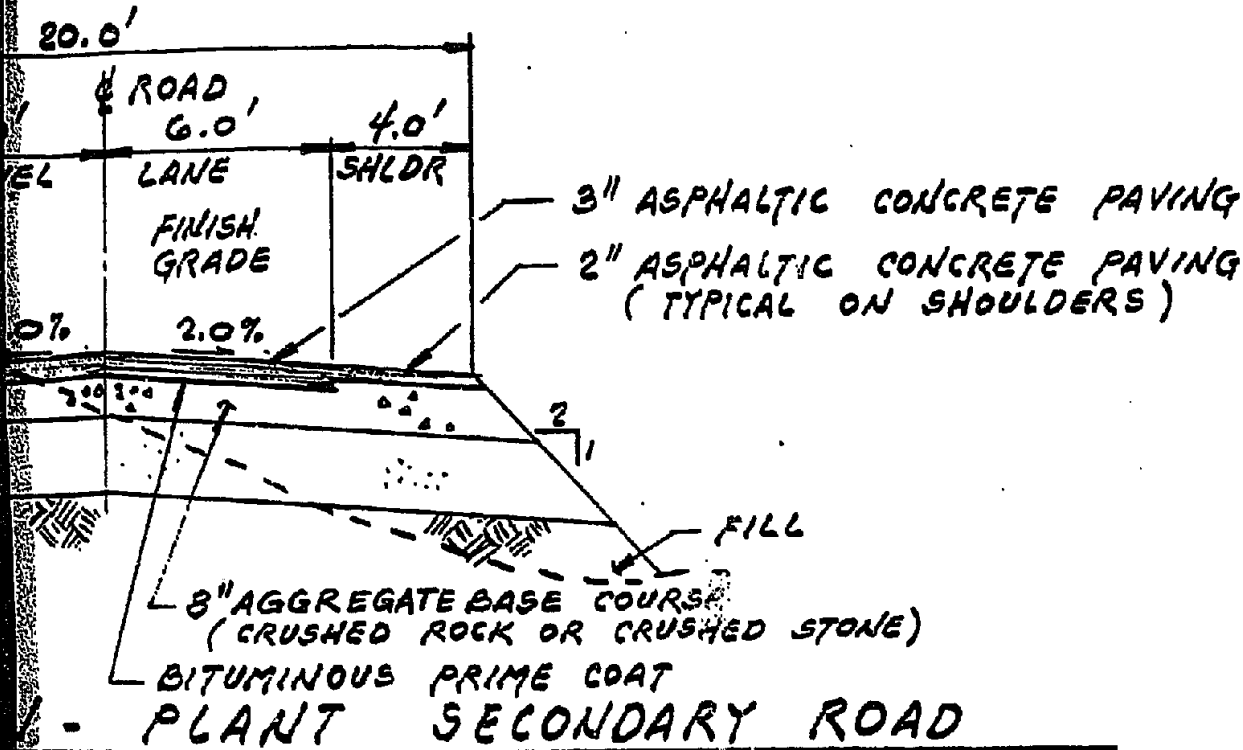 20.0'
℄ ROAD
6.0'
4.0'
LANE
SHLDR
FINISH
GRADE
3" ASPHALTIC CONCRETE PAVING
2" ASPHALTIC CONCRETE PAVING
(TYPICAL ON SHOULDERS)
0%
2.0%
2
1
FILL
8" AGGREGATE BASE COURSE
(CRUSHED ROCK OR CRUSHED STONE)
BITUMINOUS PRIME COAT
- PLANT SECONDARY ROAD